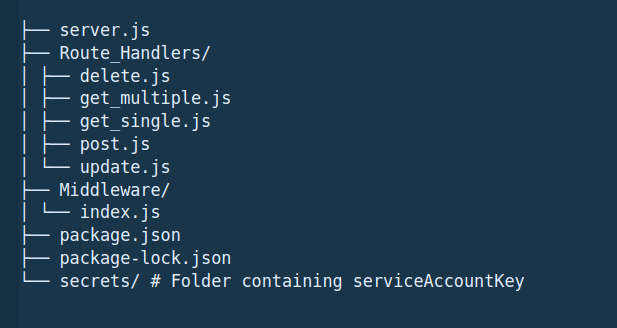 ├── server.js
├── Route_Handlers/
│ ├── delete.js
│ ├── get_multiple.js
│ ├── get_single.js
│ ├── post.js
│ └── update.js
├── Middleware/
│ └── index.js
├── package.json
├── package-lock.json
└── secrets/ # Folder containing serviceAccountKey